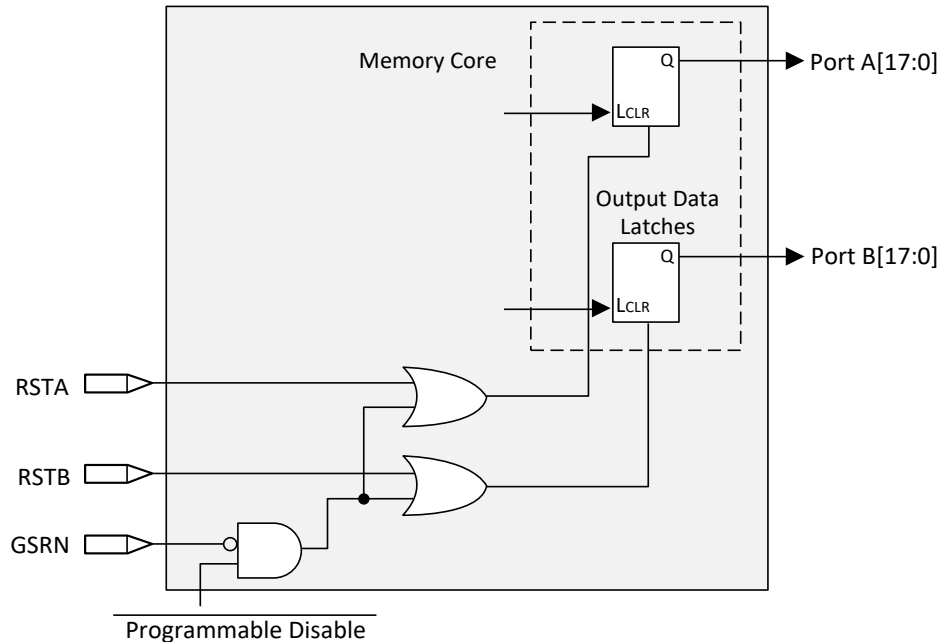 Memory Core
Q
Port A[17:0]
LCLR
Output Data
Latches
Q
Port B[17:0]
LCLR
RSTA
RSTB
GSRN
Programmable Disable